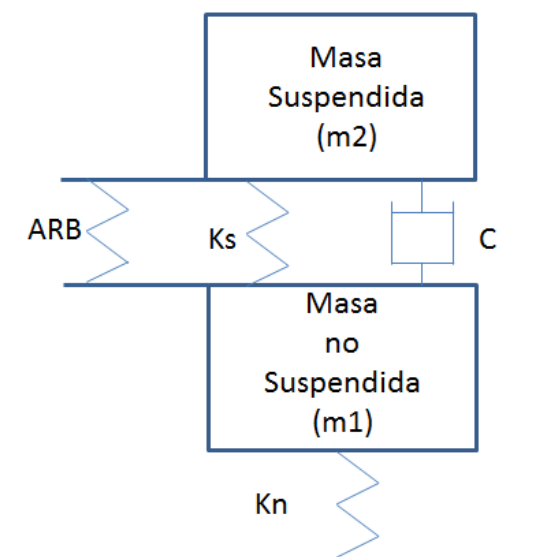 Masa
Suspendida
(m2)
ARB
Ks
C
Masa
no
Suspendida
(m1)
Kn